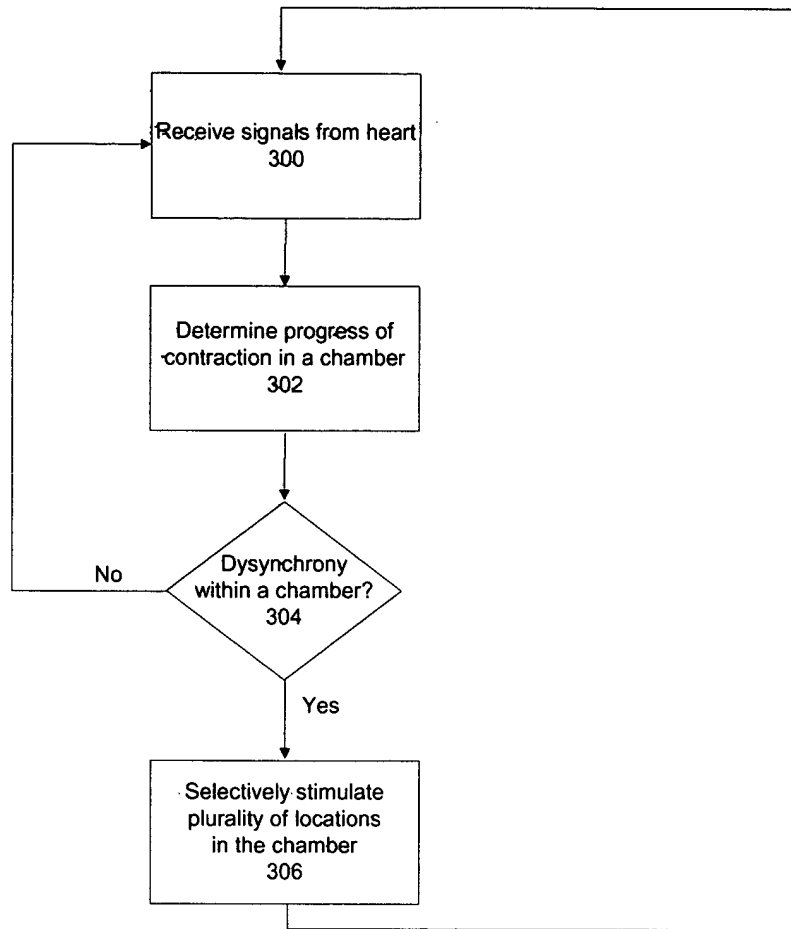 Receive signals from heart
300
Determine progress of
contraction in a chamber
302
Dysynchrony
within a chamber?
304
No
Yes
Selectively stimulate
plurality of locations
in the chamber
306